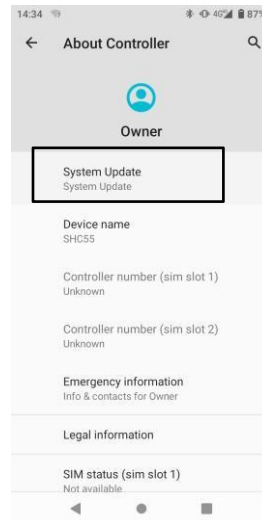 14:34 4G 87%
About Controller
Owner
System Update
System Update
Device name
SHC55
Controller number (sim slot 1)
Unknown
Controller number (sim slot 2)
Unknown
Emergency information
Info & contacts for Owner
Legal information
SIM status (sim slot 1)
Not available